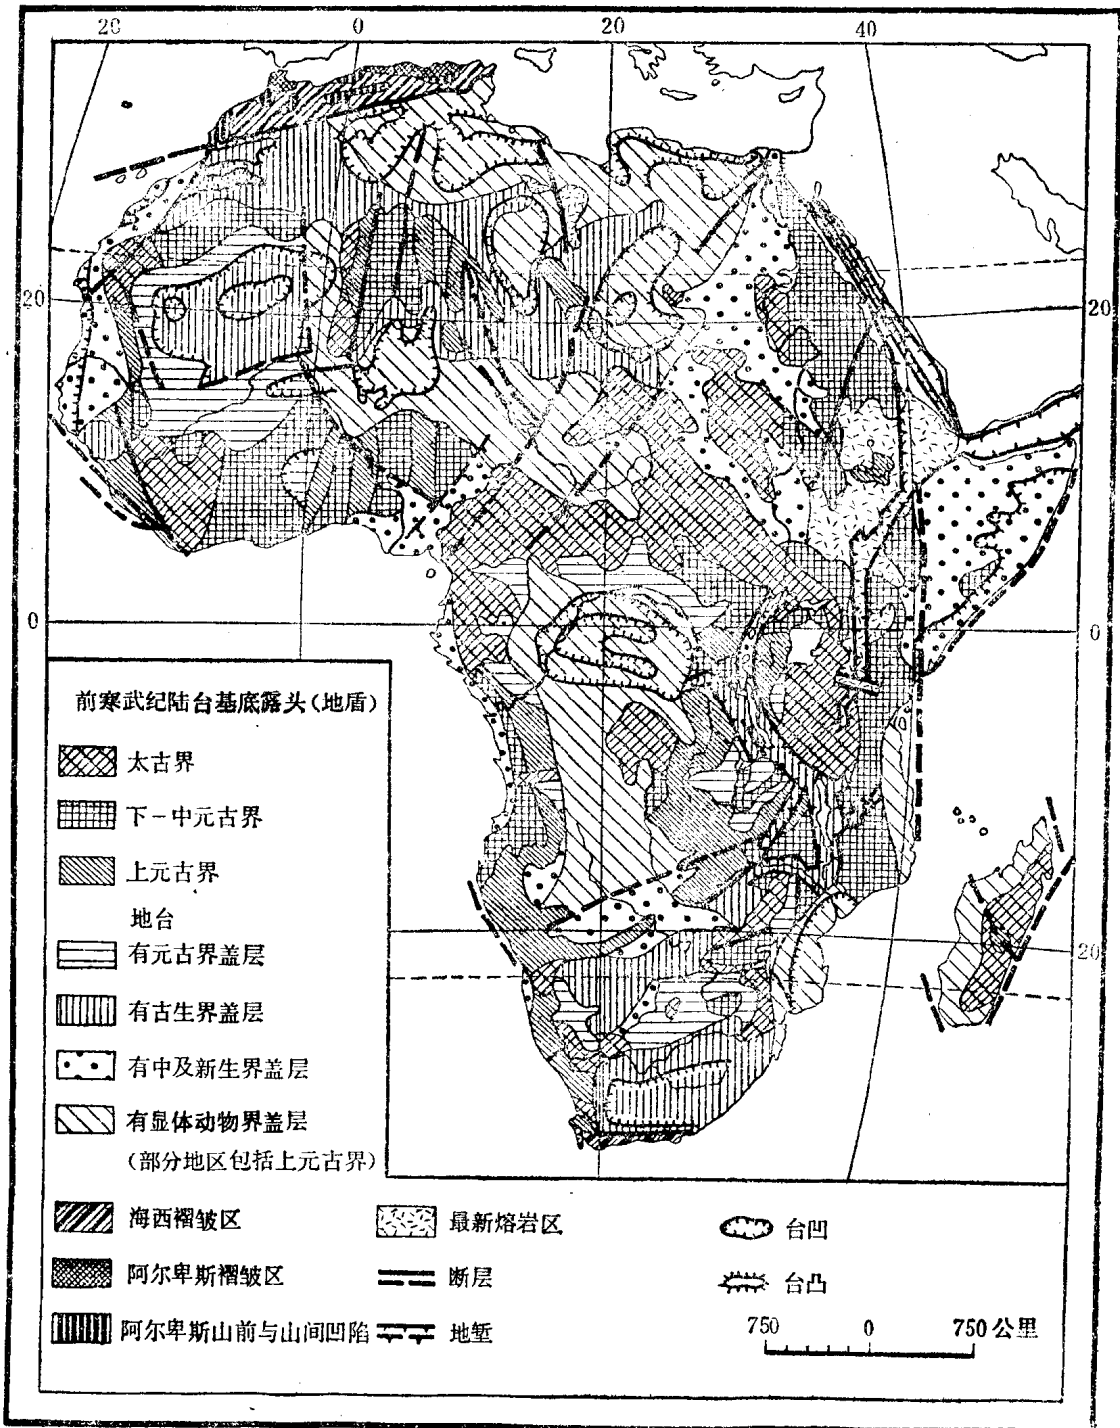 20 0 20 40
20
20
0
0
20
前寒武纪陆台基底露头(地盾)
太古界
下-中元古界
上元古界
地台
有元古界盖层
有古生界盖层
有中及新生界盖层
有显体动物界盖层
(部分地区包括上元古界)
海西褶皱区
阿尔卑斯褶皱区
阿尔卑斯山前与山间凹陷
最新熔岩区
断层
地堑
台凹
台凸
750 0 750公里